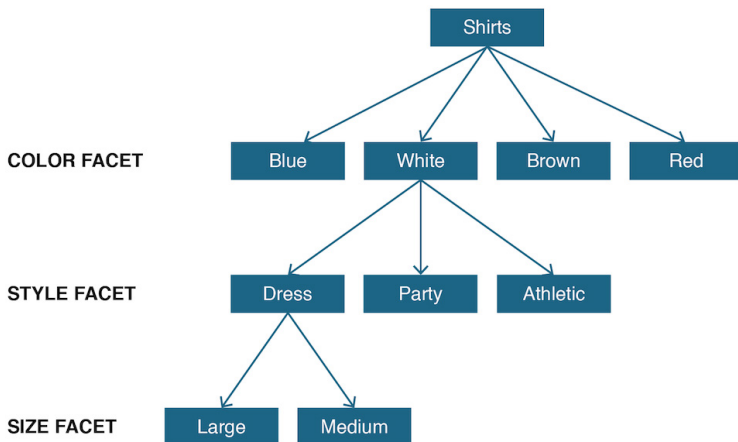 Shirts
COLOR FACET
Blue
White
Brown
Red
STYLE FACET
Dress
Party
Athletic
SIZE FACET
Large
Medium